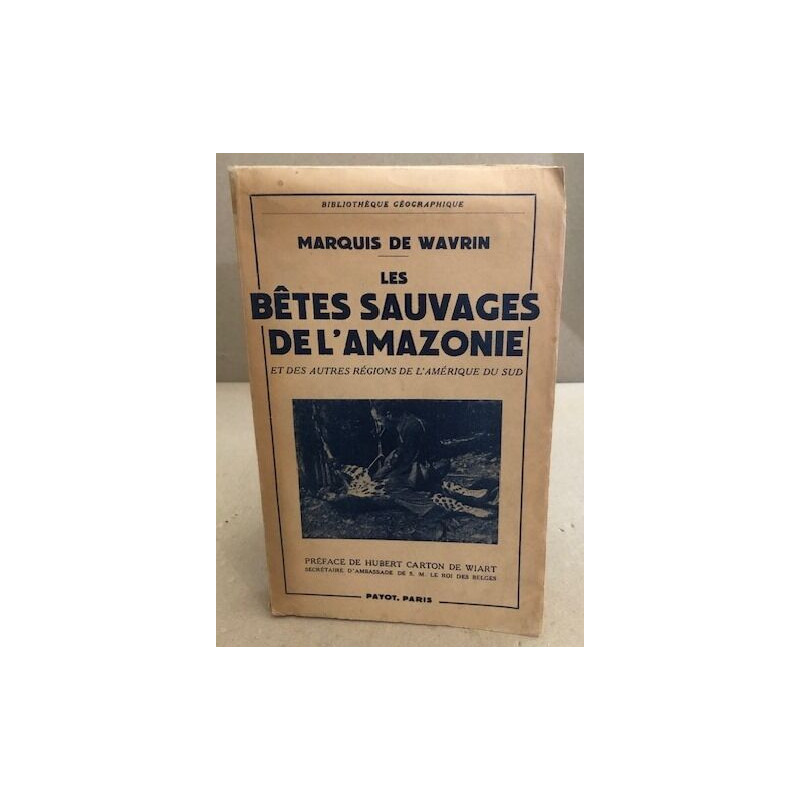 BIBLIOTHÈQUE GÉOGRAPHIQUE
MARQUIS DE WAVRIN
LES
BÊTES SAUVAGES
DE L'AMAZONIE
ET DES AUTRES RÉGIONS DE L'AMÉRIQUE DU SUD
PRÉFACE DE HUBERT CARTON DE WIART
SECRÉTAIRE D'AMBASSADE DE S. M. LE ROI DES BELGES
PAYOT, PARIS